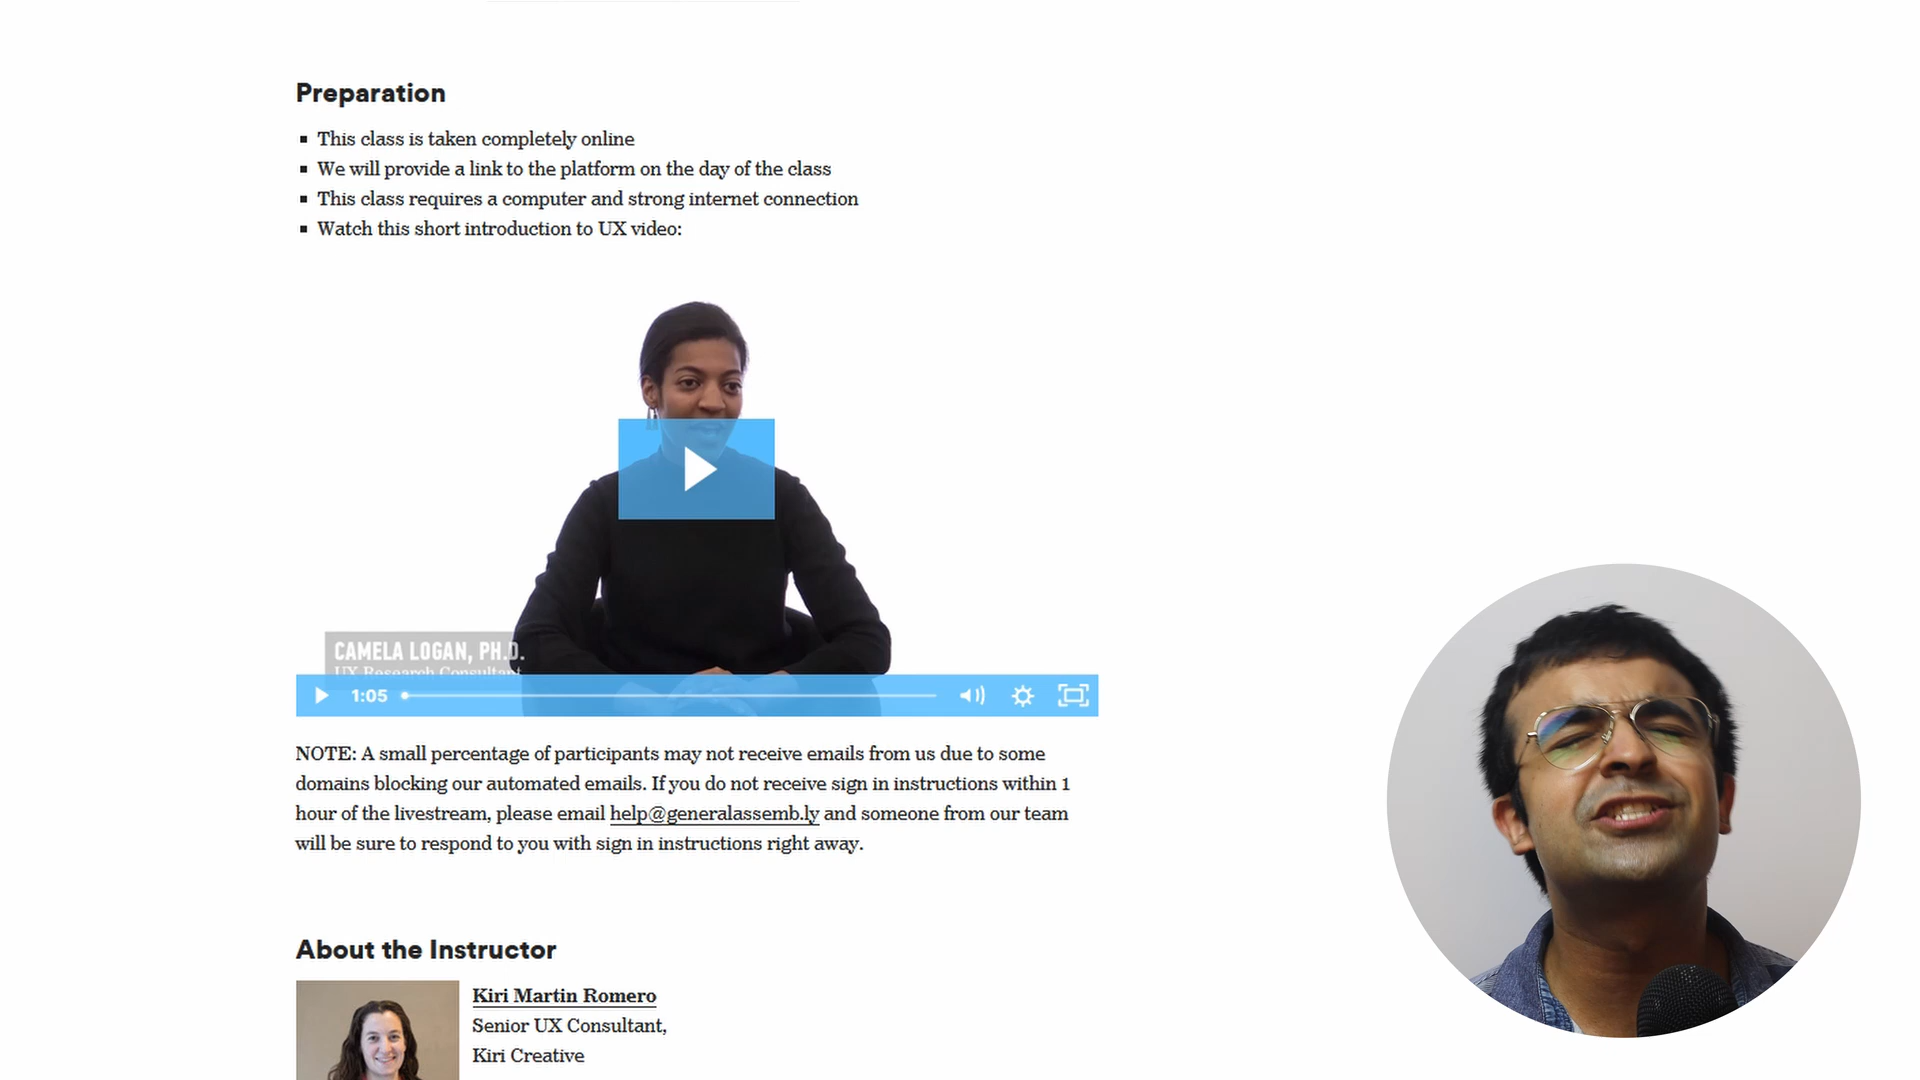 Preparation
This class is taken completely online
We will provide a link to the platform on the day of the class
This class requires a computer and strong internet connection
Watch this short introduction to UX video:
CAMELA LOGAN, PH.D.
UX Research Consultant
1:05
NOTE: A small percentage of participants may not receive emails from us due to some
domains blocking our automated emails. If you do not receive sign in instructions within 1
hour of the livestream, please email help@generalassemb.ly and someone from our team
will be sure to respond to you with sign in instructions right away.
About the Instructor
Kiri Martin Romero
Senior UX Consultant,
Kiri Creative